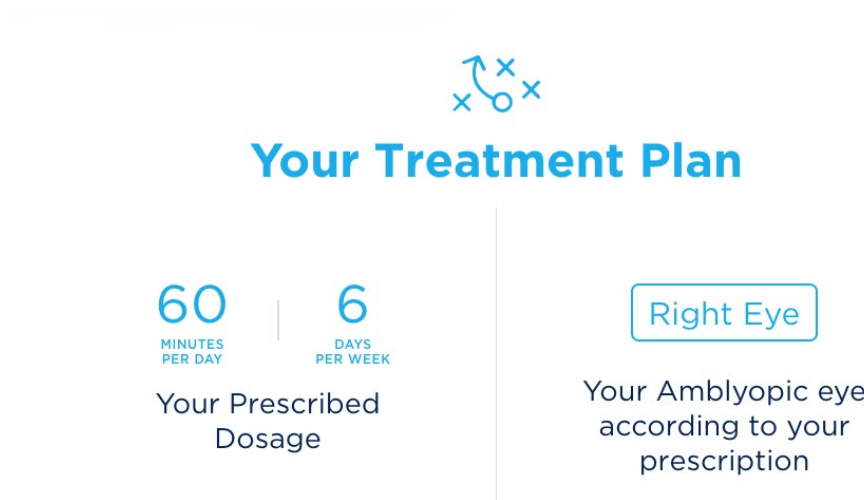 Your Treatment Plan
60
MINUTES
PER DAY
6
DAYS
PER WEEK
Your Prescribed
Dosage
Right Eye
Your Amblyopic eye
according to your
prescription